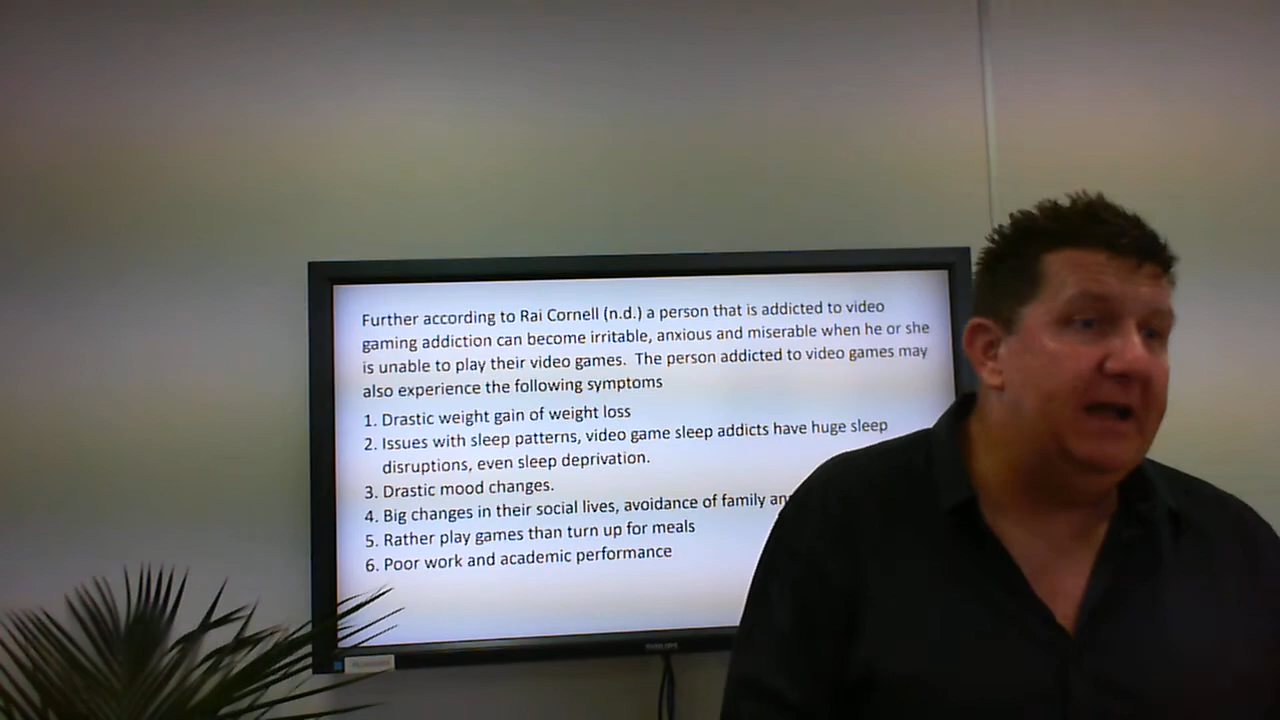 Further according to Rai Cornell (n.d.) a person that is addicted to video
gaming addiction can become irritable, anxious and miserable when he or she
is unable to play their video games. The person addicted to video games may
also experience the following symptoms
1. Drastic weight gain of weight loss
2. Issues with sleep patterns, video game sleep addicts have huge sleep
disruptions, even sleep deprivation.
3. Drastic mood changes.
4. Big changes in their social lives, avoidance of family
5. Rather play games than turn up for meals
6. Poor work and academic performance
PHILIPS